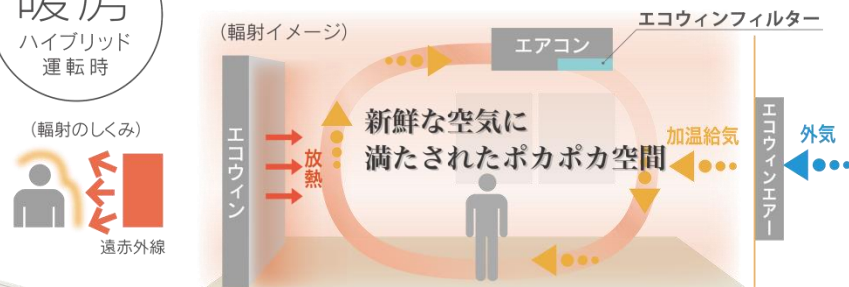 暖房
ハイブリッド
運転時
(輻射のしくみ)
遠赤外線
(輻射イメージ)
エコウィンフィルター
エアコン
エコウィン
放熱
新鮮な空気に
満たされたポカポカ空間
加温給気
エコウィンエアー
外気